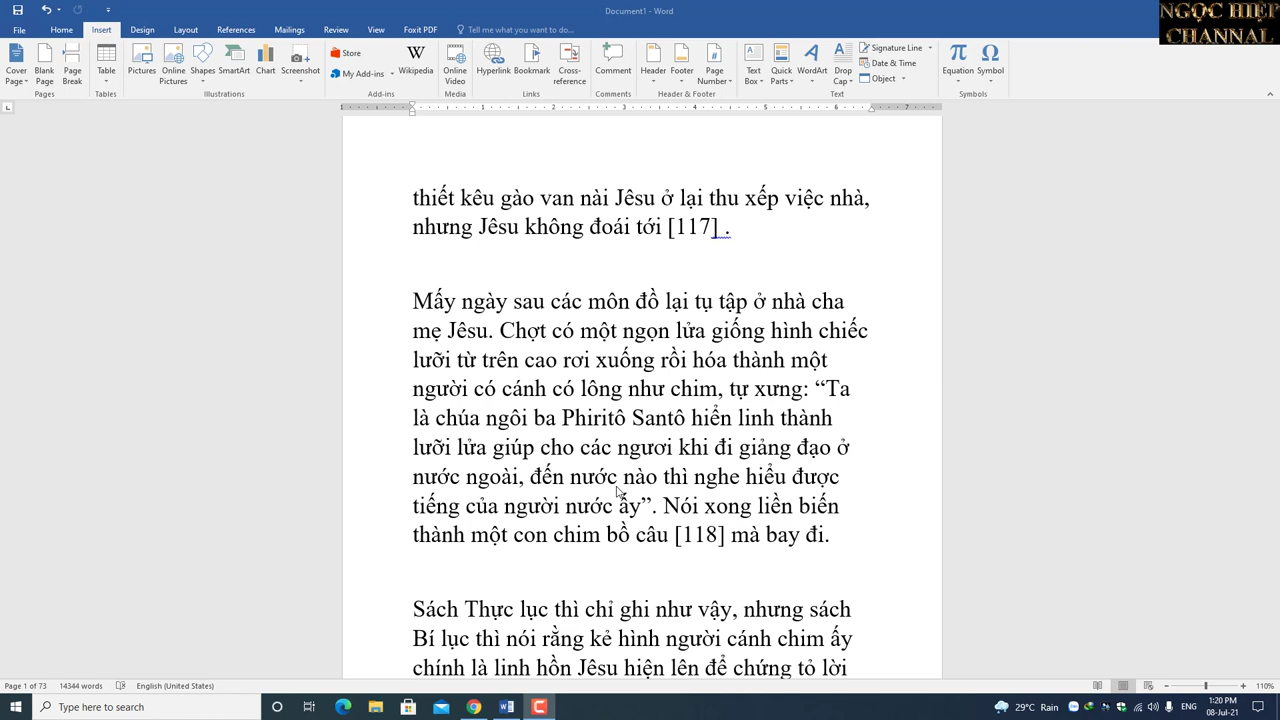 Document1 - Word
NGỌC HIỆP
CHANNAL
File Home Insert Design Layout References Mailings Review View Foxit PDF Tell me what you want to do...
Cover Page
Blank Page
Page Break
Table
Pictures
Online Pictures
Shapes
SmartArt
Chart
Screenshot
Store
My Add-ins
Wikipedia
Online Video
Hyperlink
Bookmark
Cross-reference
Comment
Header
Footer
Page Number
Text Box
Quick Parts
WordArt
Drop Cap
Signature Line
Date & Time
Object
Equation
Symbol
Pages Tables Illustrations Add-ins Media Links Comments Header & Footer Text Symbols
1 1 2 3 4 5 6 7
thiết kêu gào van nài Jêsu ở lại thu xếp việc nhà,
nhưng Jêsu không đoái tới [117] .
Mấy ngày sau các môn đồ lại tụ tập ở nhà cha
mẹ Jêsu. Chợt có một ngọn lửa giống hình chiếc
lưỡi từ trên cao rơi xuống rồi hóa thành một
người có cánh có lông như chim, tự xưng: “Ta
là chúa ngôi ba Phiritô Santô hiển linh thành
lưỡi lửa giúp cho các ngươi khi đi giảng đạo ở
nước ngoài, đến nước nào thì nghe hiểu được
tiếng của người nước ấy”. Nói xong liền biến
thành một con chim bồ câu [118] mà bay đi.
Sách Thực lục thì chỉ ghi như vậy, nhưng sách
Bí lục thì nói rằng kẻ hình người cánh chim ấy
chính là linh hồn Jêsu hiện lên để chứng tỏ lời
Page 1 of 73 14344 words English (United States) 110%
Type here to search
29°C Rain ENG
1:20 PM
08-Jul-21